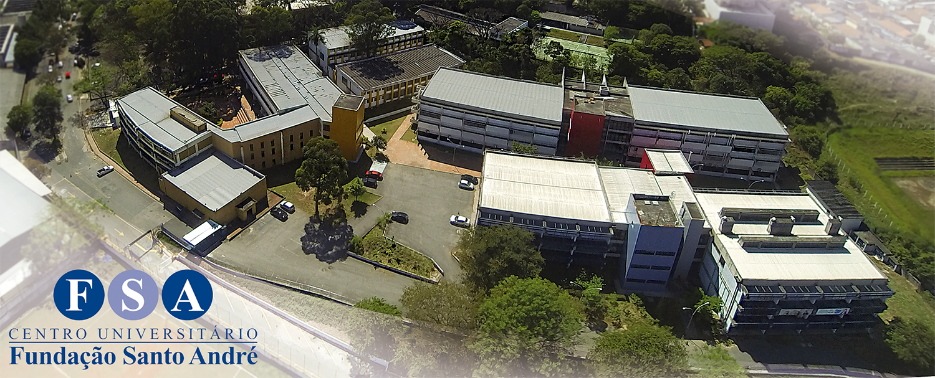 FSA
CENTRO UNIVERSITÁRIO
Fundação Santo André